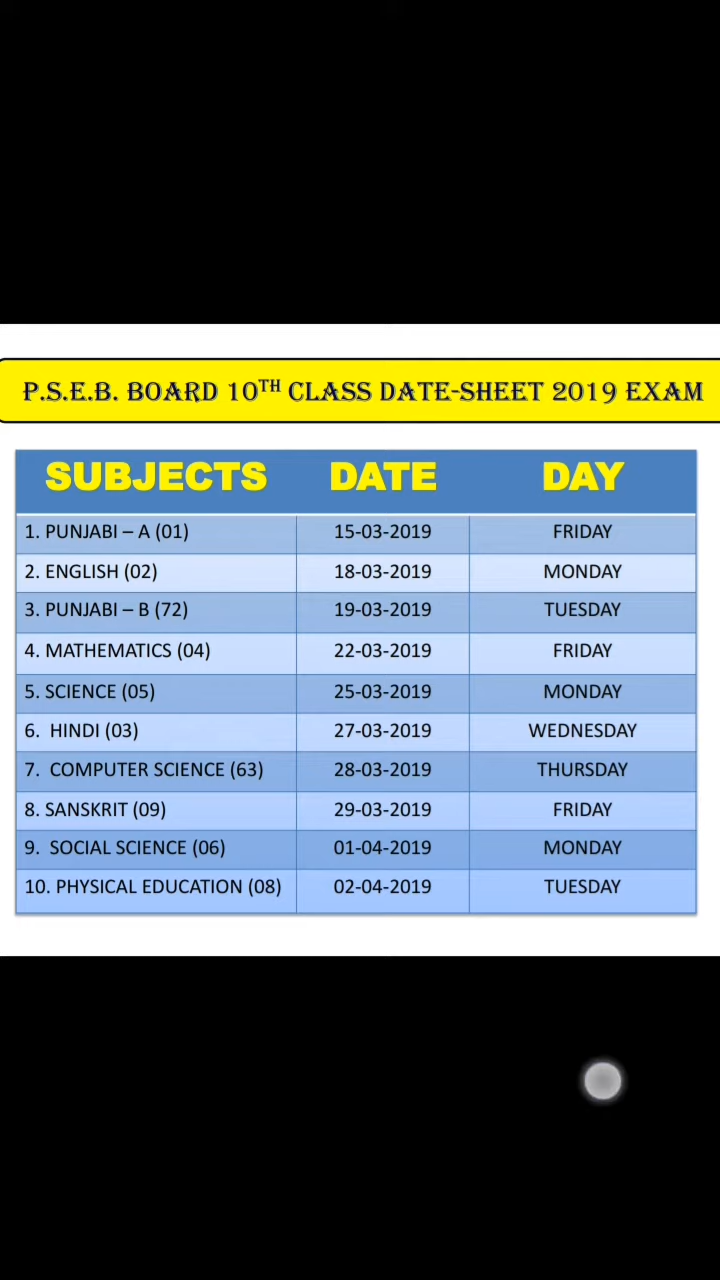 P.S.E.B. BOARD 10TH CLASS DATE-SHEET 2019 EXAM
SUBJECTS DATE DAY
1. PUNJABI – A (01) 15-03-2019 FRIDAY
2. ENGLISH (02) 18-03-2019 MONDAY
3. PUNJABI – B (72) 19-03-2019 TUESDAY
4. MATHEMATICS (04) 22-03-2019 FRIDAY
5. SCIENCE (05) 25-03-2019 MONDAY
6. HINDI (03) 27-03-2019 WEDNESDAY
7. COMPUTER SCIENCE (63) 28-03-2019 THURSDAY
8. SANSKRIT (09) 29-03-2019 FRIDAY
9. SOCIAL SCIENCE (06) 01-04-2019 MONDAY
10. PHYSICAL EDUCATION (08) 02-04-2019 TUESDAY